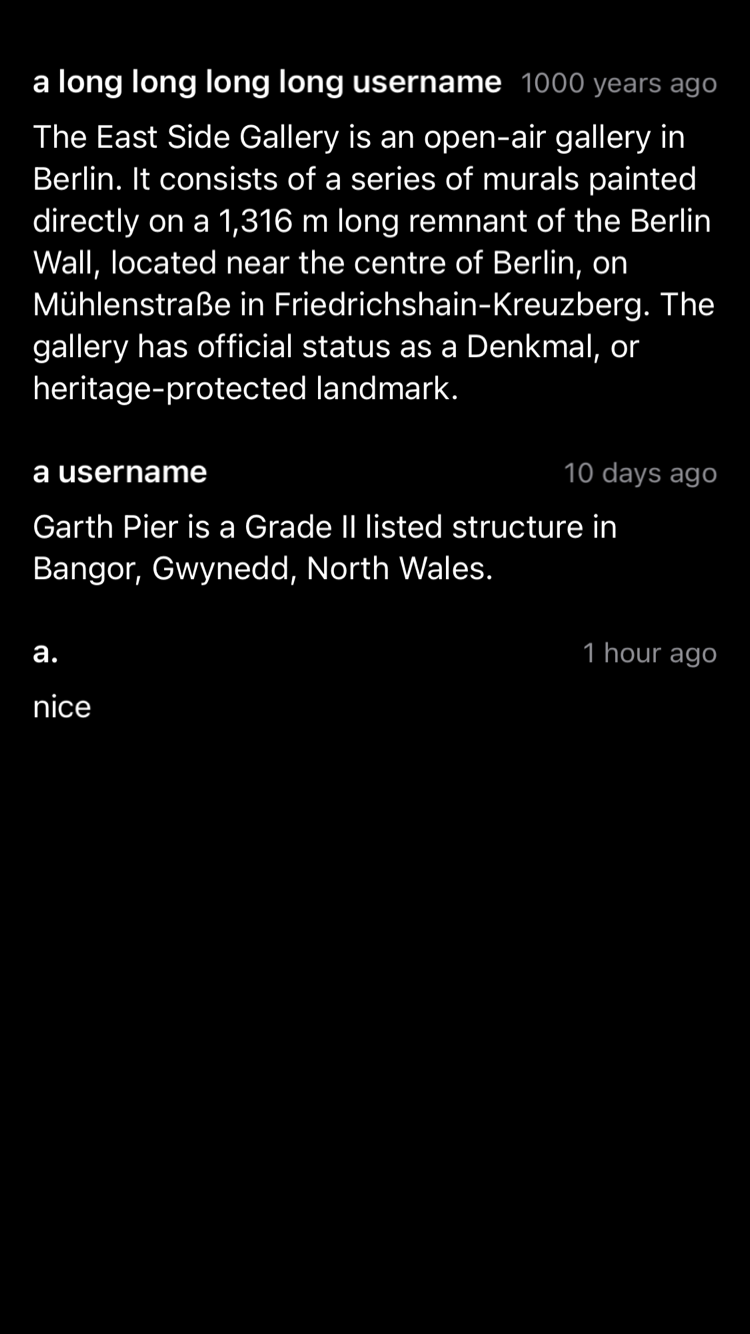 a long long long long username 1000 years ago
The East Side Gallery is an open-air gallery in
Berlin. It consists of a series of murals painted
directly on a 1,316 m long remnant of the Berlin
Wall, located near the centre of Berlin, on
Mühlenstraße in Friedrichshain-Kreuzberg. The
gallery has official status as a Denkmal, or
heritage-protected landmark.
a username 10 days ago
Garth Pier is a Grade II listed structure in
Bangor, Gwynedd, North Wales.
a. 1 hour ago
nice